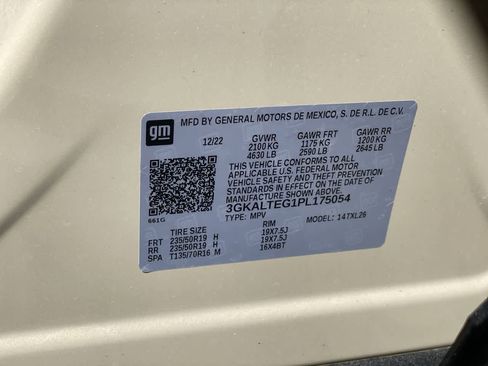 gm
MFD BY GENERAL MOTORS DE MEXICO, S. DE R.L. DE C.V.
12/22 GVWR GAWR FRT GAWR RR
2100 KG 1175 KG 1200 KG
4630 LB 2590 LB 2645 LB
THIS VEHICLE CONFORMS TO ALL
APPLICABLE U.S. FEDERAL MOTOR
VEHICLE SAFETY AND THEFT PREVENTION
STANDARDS IN EFFECT ON THE DATE OF
MANUFACTURE SHOWN ABOVE.
3GKALTEG1PL175054
661G
TYPE: MPV MODEL: 14TXL26
TIRE SIZE RIM
FRT 235/50R19 H 19X7.5J
RR 235/50R19 H 19X7.5J
SPA T135/70R16 M 16X4BT